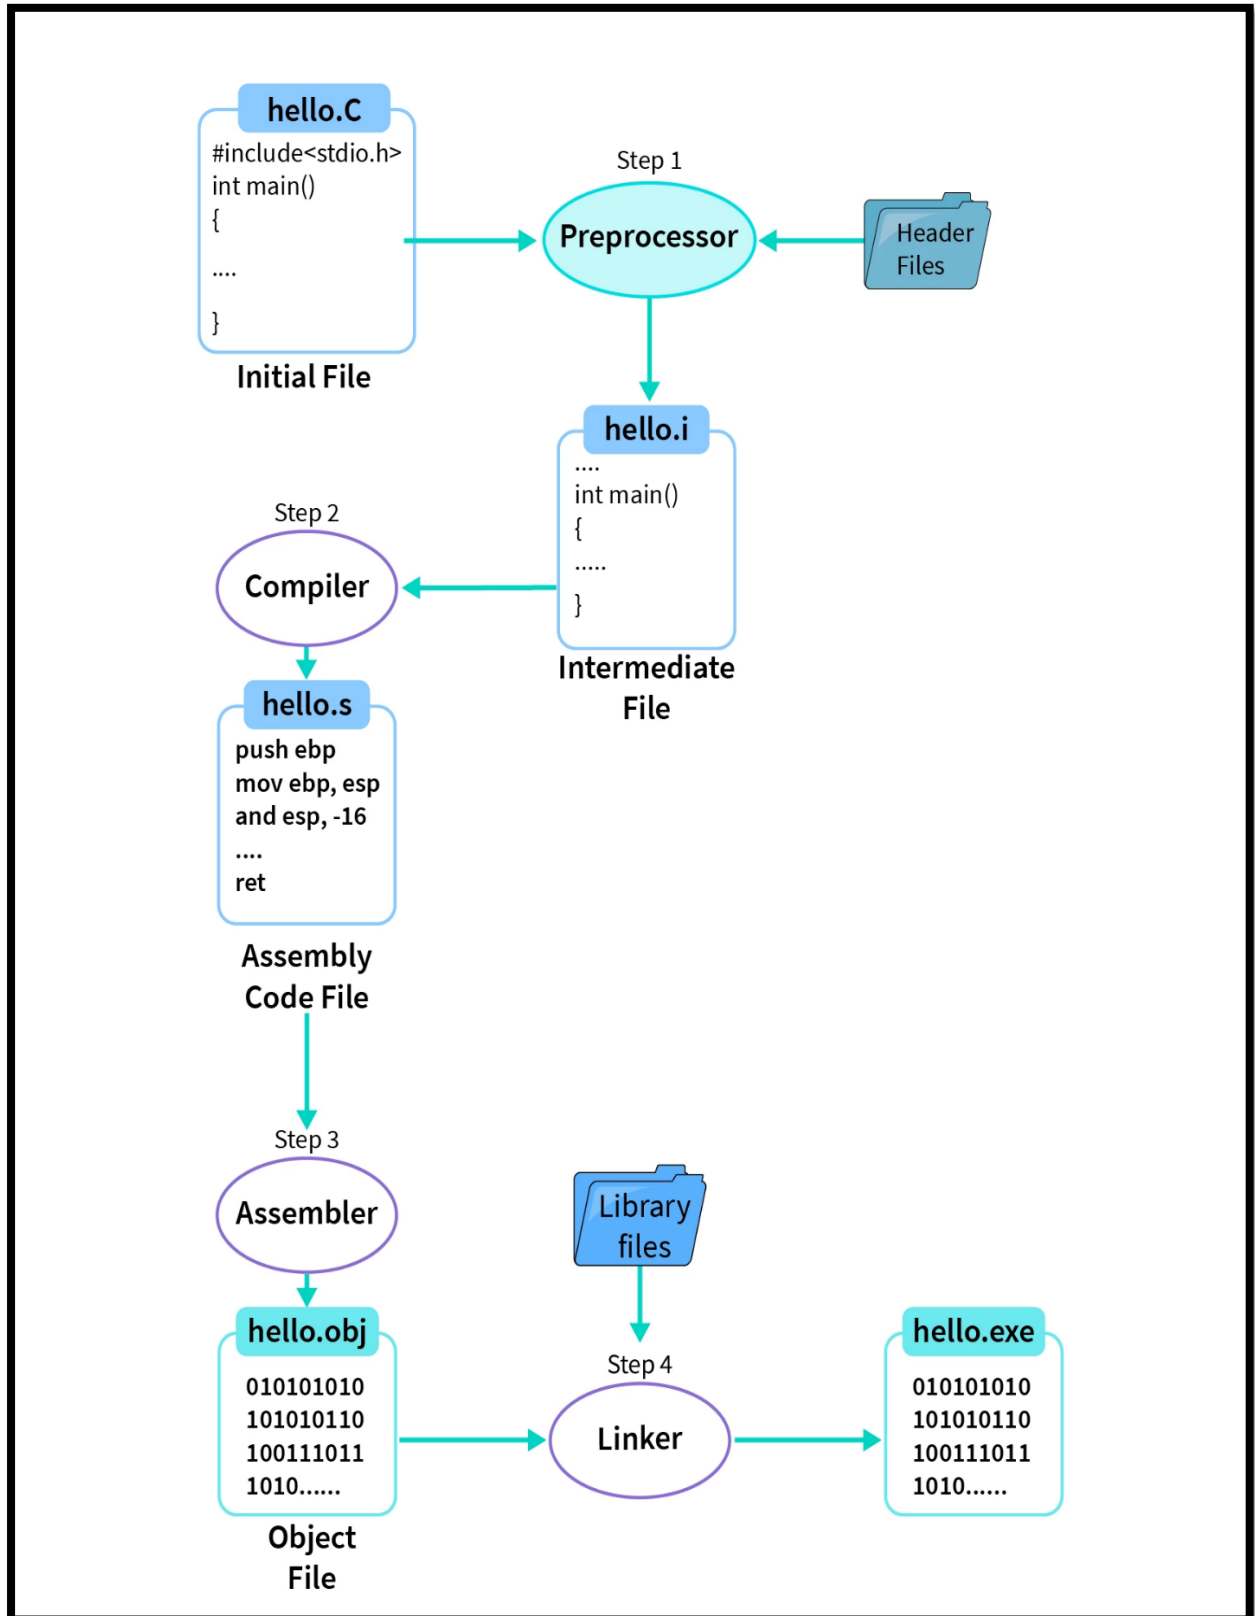 hello.C
#include<stdio.h>
int main()
{
....
}
Initial File
Step 1
Preprocessor
Header
Files
hello.i
....
int main()
{
.....
}
Intermediate
File
Step 2
Compiler
hello.s
push ebp
mov ebp, esp
and esp, -16
....
ret
Assembly
Code File
Step 3
Assembler
hello.obj
010101010
101010110
100111011
1010......
Object
File
Library
files
Step 4
Linker
hello.exe
010101010
101010110
100111011
1010......